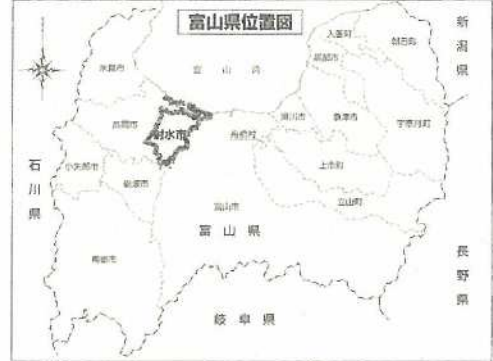 富山県位置図
新潟県
入善町
朝日町
黒部市
氷見市
富山湾
滑川市
魚津市
宇奈月町
高岡市
射水市
舟橋村
上市町
石川県
小矢部市
砺波市
立山町
富山市
富山県
南砺市
長野県
岐阜県